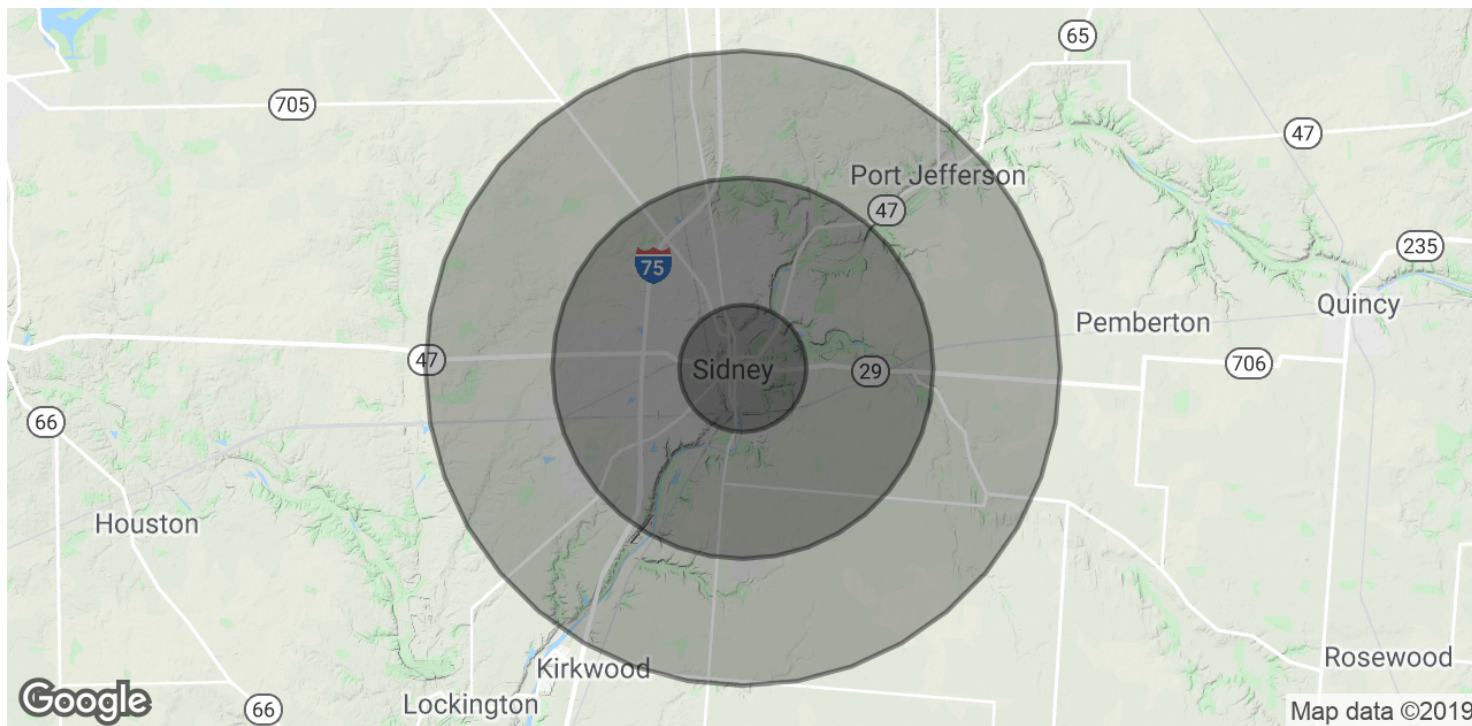 65
705
47
Port Jefferson
47
235
75
Quincy
Pemberton
47
Sidney
29
706
66
Houston
Rosewood
Kirkwood
Lockington
66
Google
Map data ©2019